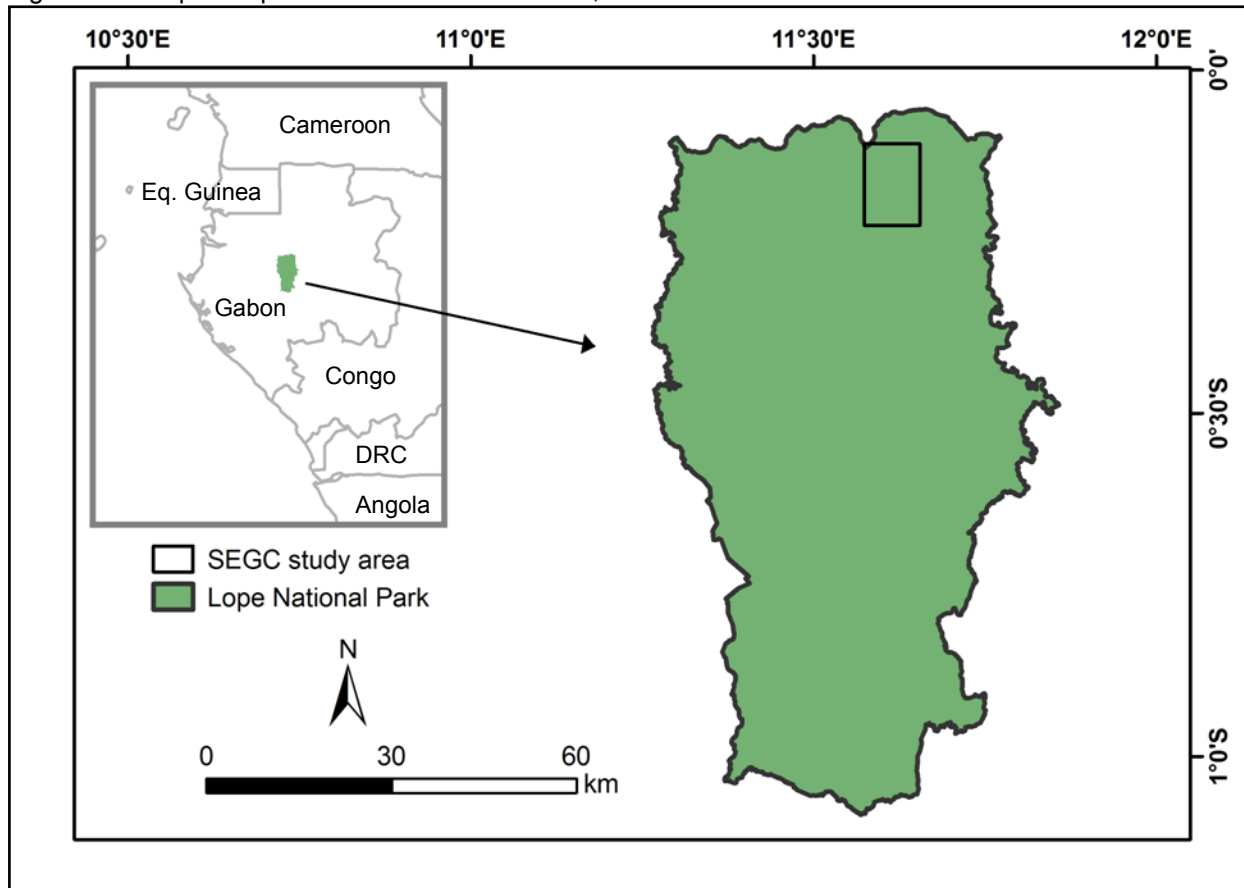 10°30'E 11°0'E 11°30'E 12°0'E
0°0'
Cameroon
Eq. Guinea
Gabon
Congo
DRC
Angola
0°30'S
SEGC study area
Lope National Park
N
0 30 60
km
1°0'S